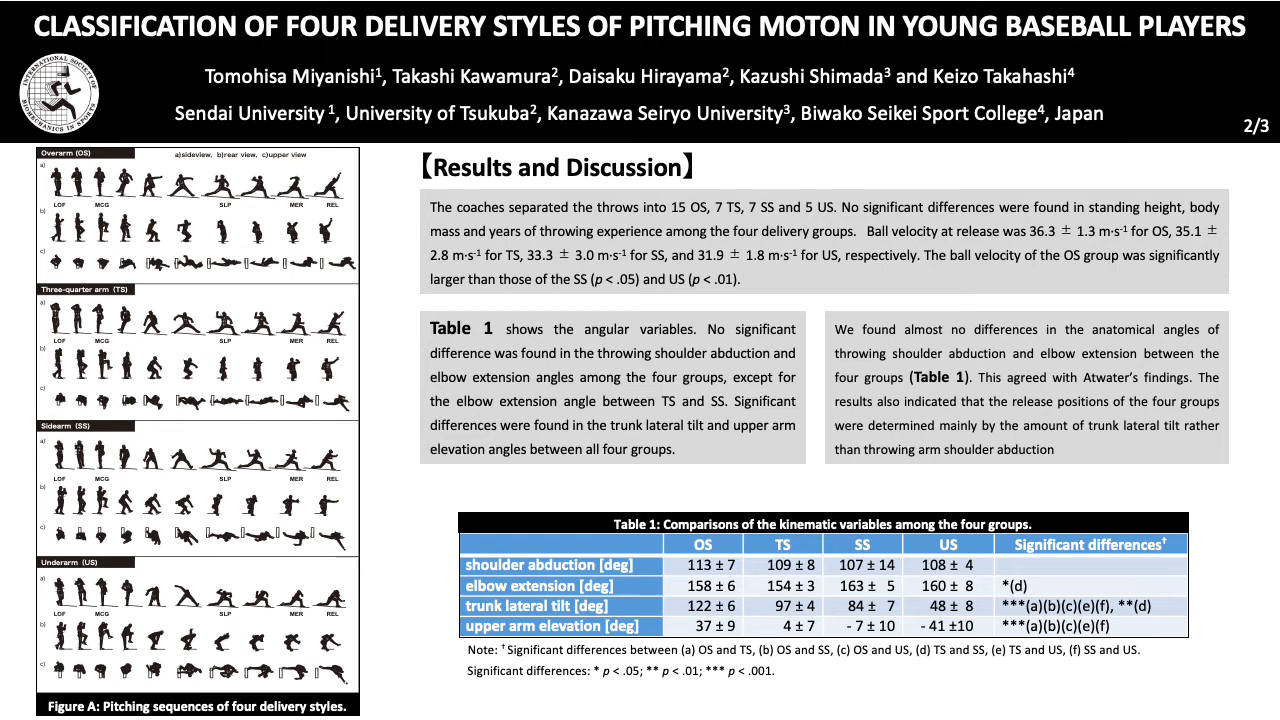 CLASSIFICATION OF FOUR DELIVERY STYLES OF PITCHING MOTON IN YOUNG BASEBALL PLAYERS
INTERNATIONAL SOCIETY OF BIOMECHANICS IN SPORTS
Tomohisa Miyanishi¹, Takashi Kawamura², Daisaku Hirayama², Kazushi Shimada³ and Keizo Takahashi⁴
Sendai University ¹, University of Tsukuba², Kanazawa Seiryo University³, Biwako Seikei Sport College⁴, Japan
2/3
Overarm (OS)
a)sideview, b)rear view, c)upper view
a)
LOF MCG SLP MER REL
b)
c)
Three-quarter arm (TS)
a)
LOF MCG SLP MER REL
b)
c)
Sidearm (SS)
a)
LOF MCG SLP MER REL
b)
c)
Underarm (US)
a)
LOF MCG SLP MER REL
b)
c)
Figure A: Pitching sequences of four delivery styles.
【Results and Discussion】
The coaches separated the throws into 15 OS, 7 TS, 7 SS and 5 US. No significant differences were found in standing height, body
mass and years of throwing experience among the four delivery groups. Ball velocity at release was 36.3 ± 1.3 m·s⁻¹ for OS, 35.1 ±
2.8 m·s⁻¹ for TS, 33.3 ± 3.0 m·s⁻¹ for SS, and 31.9 ± 1.8 m·s⁻¹ for US, respectively. The ball velocity of the OS group was significantly
larger than those of the SS (p < .05) and US (p < .01).
Table 1 shows the angular variables. No significant
difference was found in the throwing shoulder abduction and
elbow extension angles among the four groups, except for
the elbow extension angle between TS and SS. Significant
differences were found in the trunk lateral tilt and upper arm
elevation angles between all four groups.
We found almost no differences in the anatomical angles of
throwing shoulder abduction and elbow extension between the
four groups (Table 1). This agreed with Atwater's findings. The
results also indicated that the release positions of the four groups
were determined mainly by the amount of trunk lateral tilt rather
than throwing arm shoulder abduction
Table 1: Comparisons of the kinematic variables among the four groups.
OS TS SS US Significant differences†
shoulder abduction [deg] 113 ± 7 109 ± 8 107 ± 14 108 ± 4
elbow extension [deg] 158 ± 6 154 ± 3 163 ± 5 160 ± 8 *(d)
trunk lateral tilt [deg] 122 ± 6 97 ± 4 84 ± 7 48 ± 8 ***(a)(b)(c)(e)(f), **(d)
upper arm elevation [deg] 37 ± 9 4 ± 7 - 7 ± 10 - 41 ±10 ***(a)(b)(c)(e)(f)
Note: †Significant differences between (a) OS and TS, (b) OS and SS, (c) OS and US, (d) TS and SS, (e) TS and US, (f) SS and US.
Significant differences: * p < .05; ** p < .01; *** p < .001.